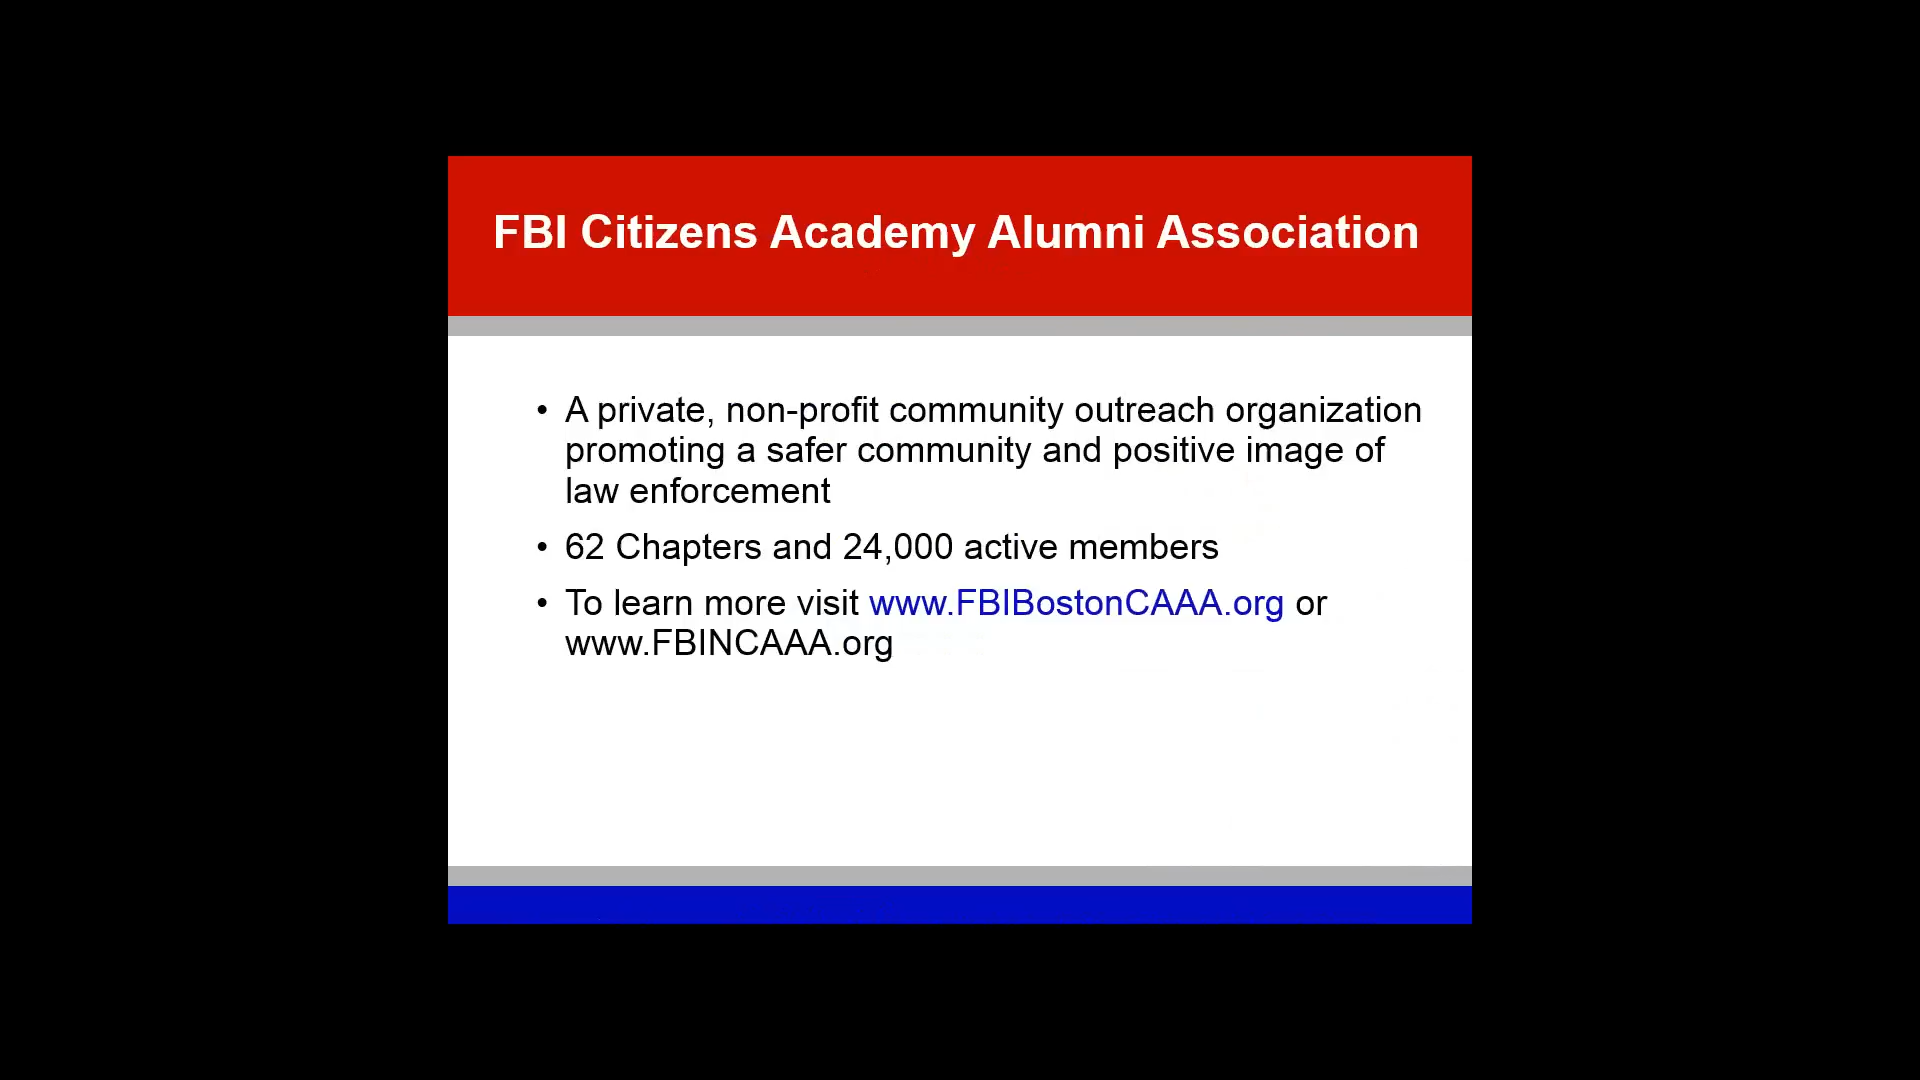 FBI Citizens Academy Alumni Association
• A private, non-profit community outreach organization
promoting a safer community and positive image of
law enforcement
• 62 Chapters and 24,000 active members
• To learn more visit www.FBIBostonCAAA.org or
www.FBINCAAA.org